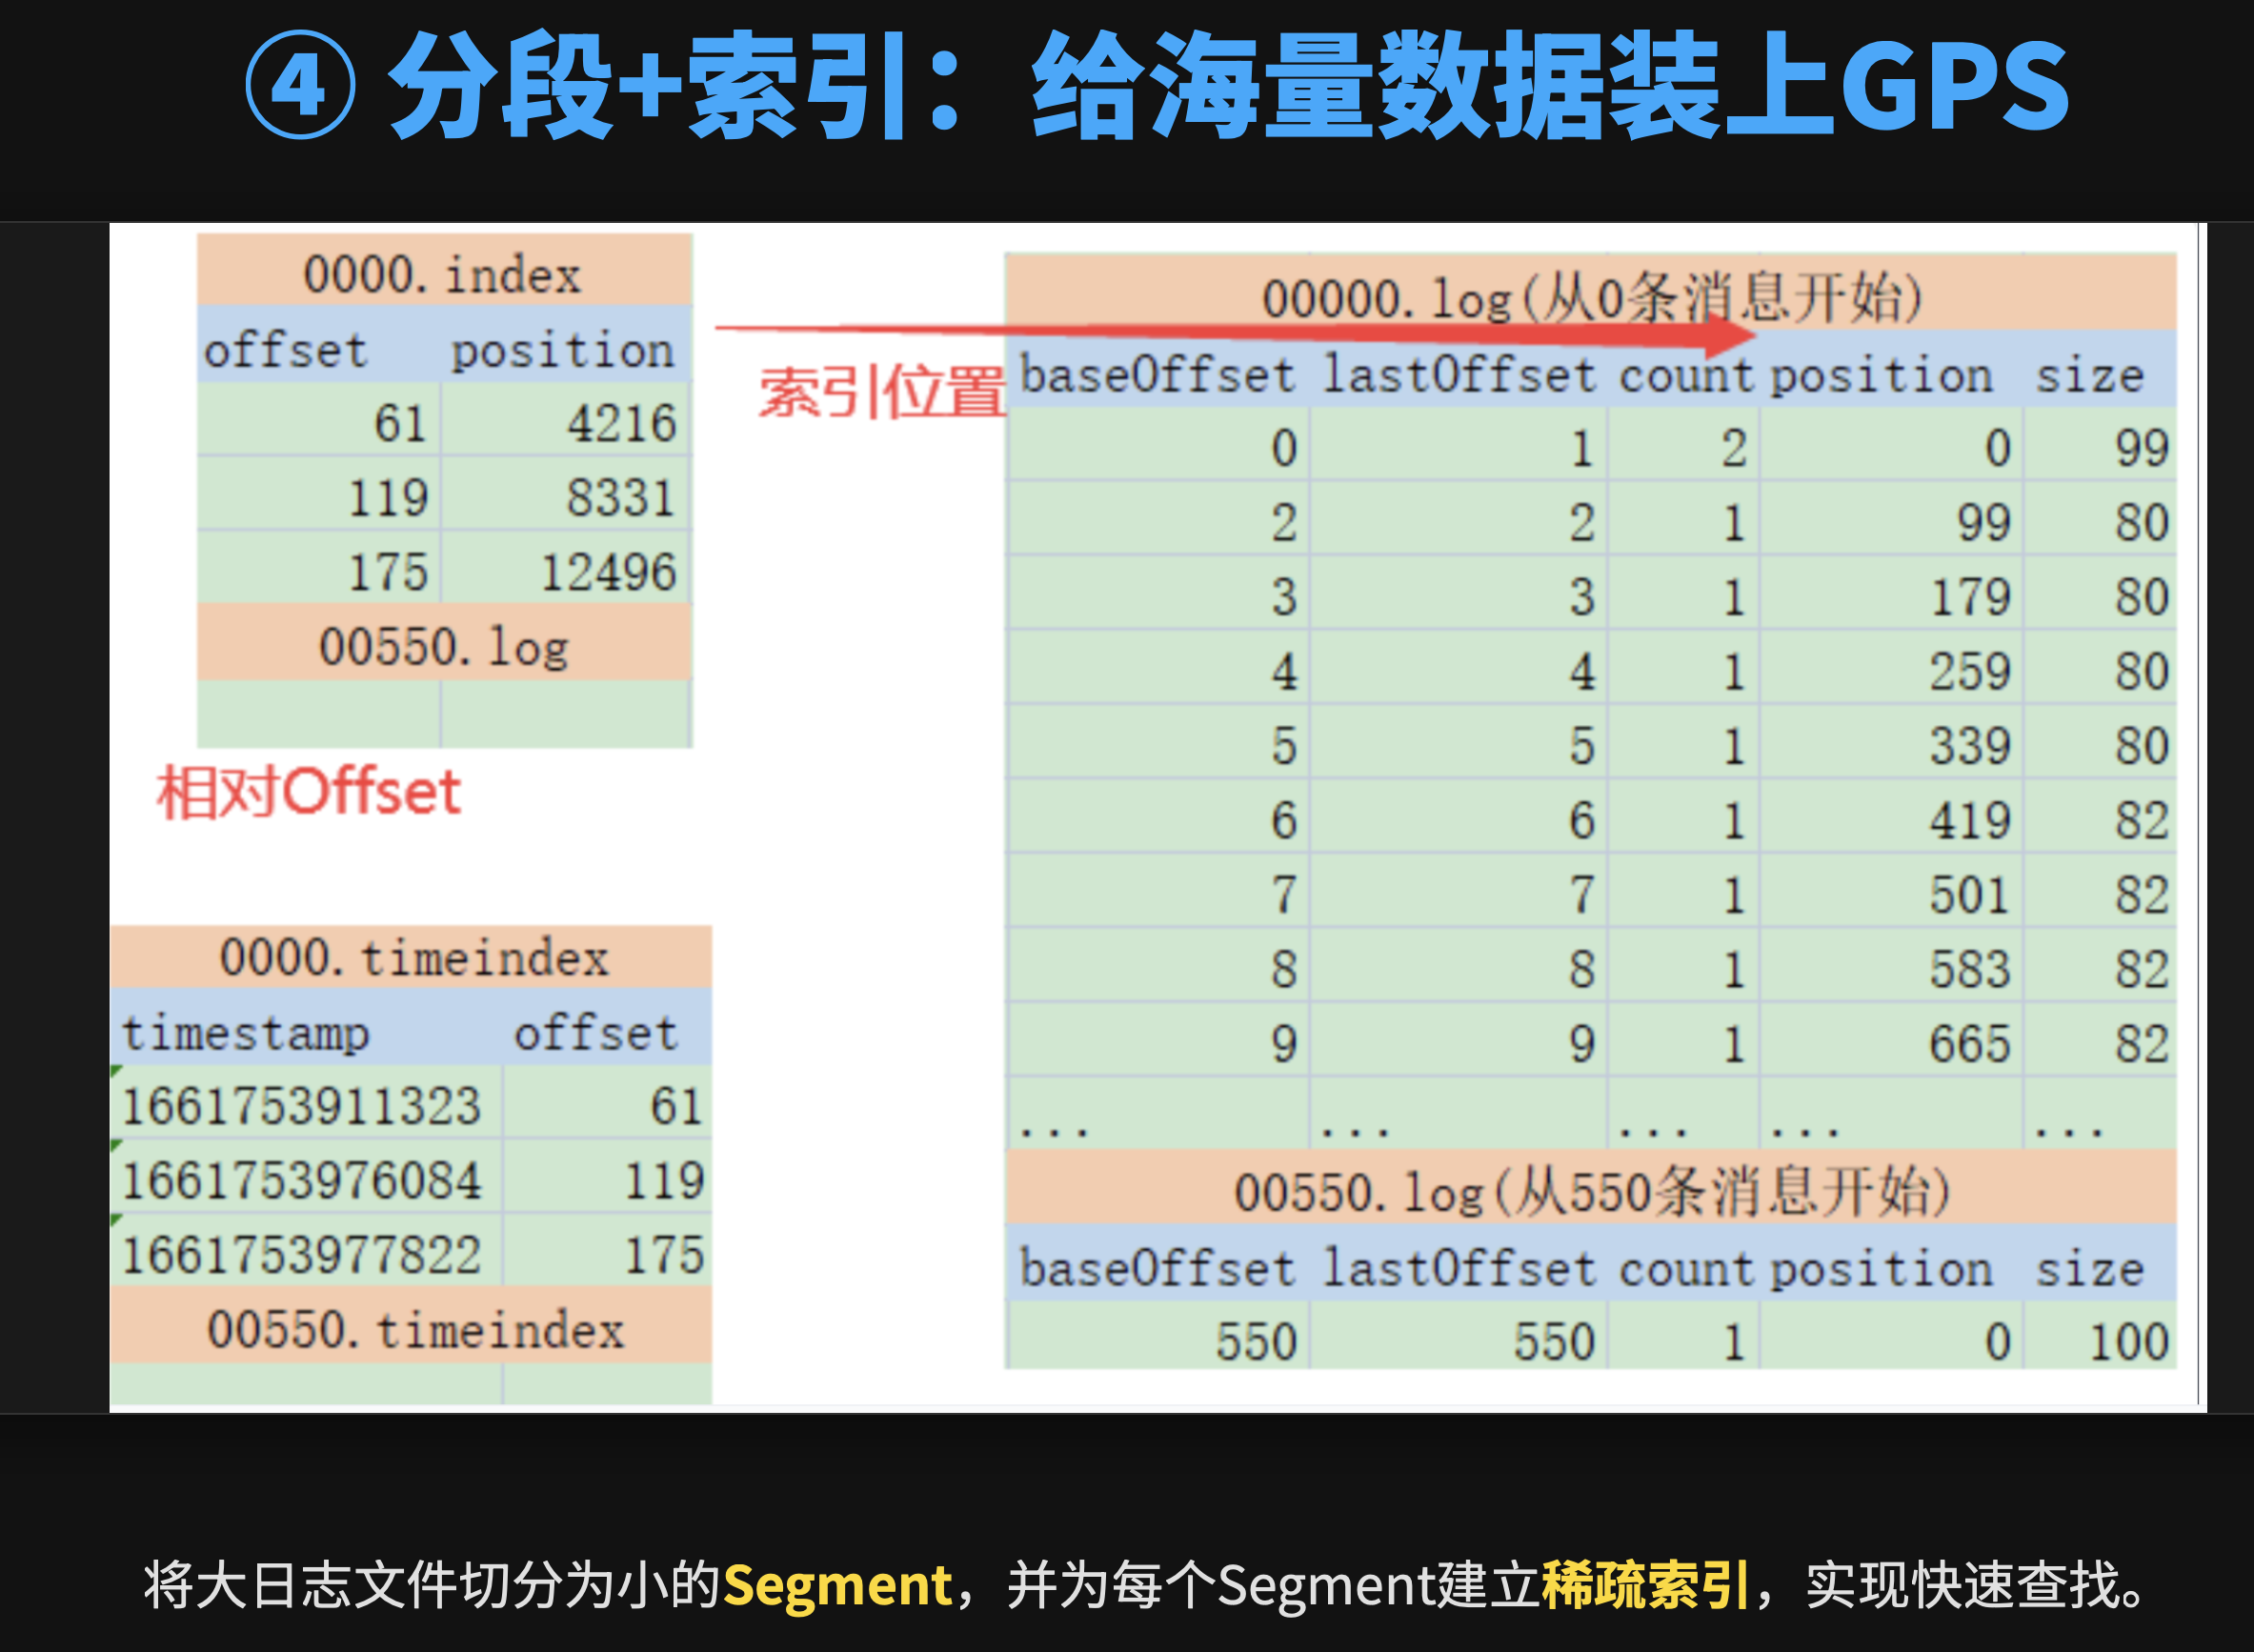 ④ 分段+索引：给海量数据装上GPS
0000.index
offset position
61 4216
119 8331
175 12496
00550.log
相对Offset
索引位置
0000.timeindex
timestamp offset
1661753911323 61
1661753976084 119
1661753977822 175
00550.timeindex
00000.log(从0条消息开始)
baseOffset lastOffset count position size
0 1 2 0 99
2 2 1 99 80
3 3 1 179 80
4 4 1 259 80
5 5 1 339 80
6 6 1 419 82
7 7 1 501 82
8 8 1 583 82
9 9 1 665 82
... ... ... ... ...
00550.log(从550条消息开始)
baseOffset lastOffset count position size
550 550 1 0 100
将大日志文件切分为小的Segment，并为每个Segment建立稀疏索引，实现快速查找。